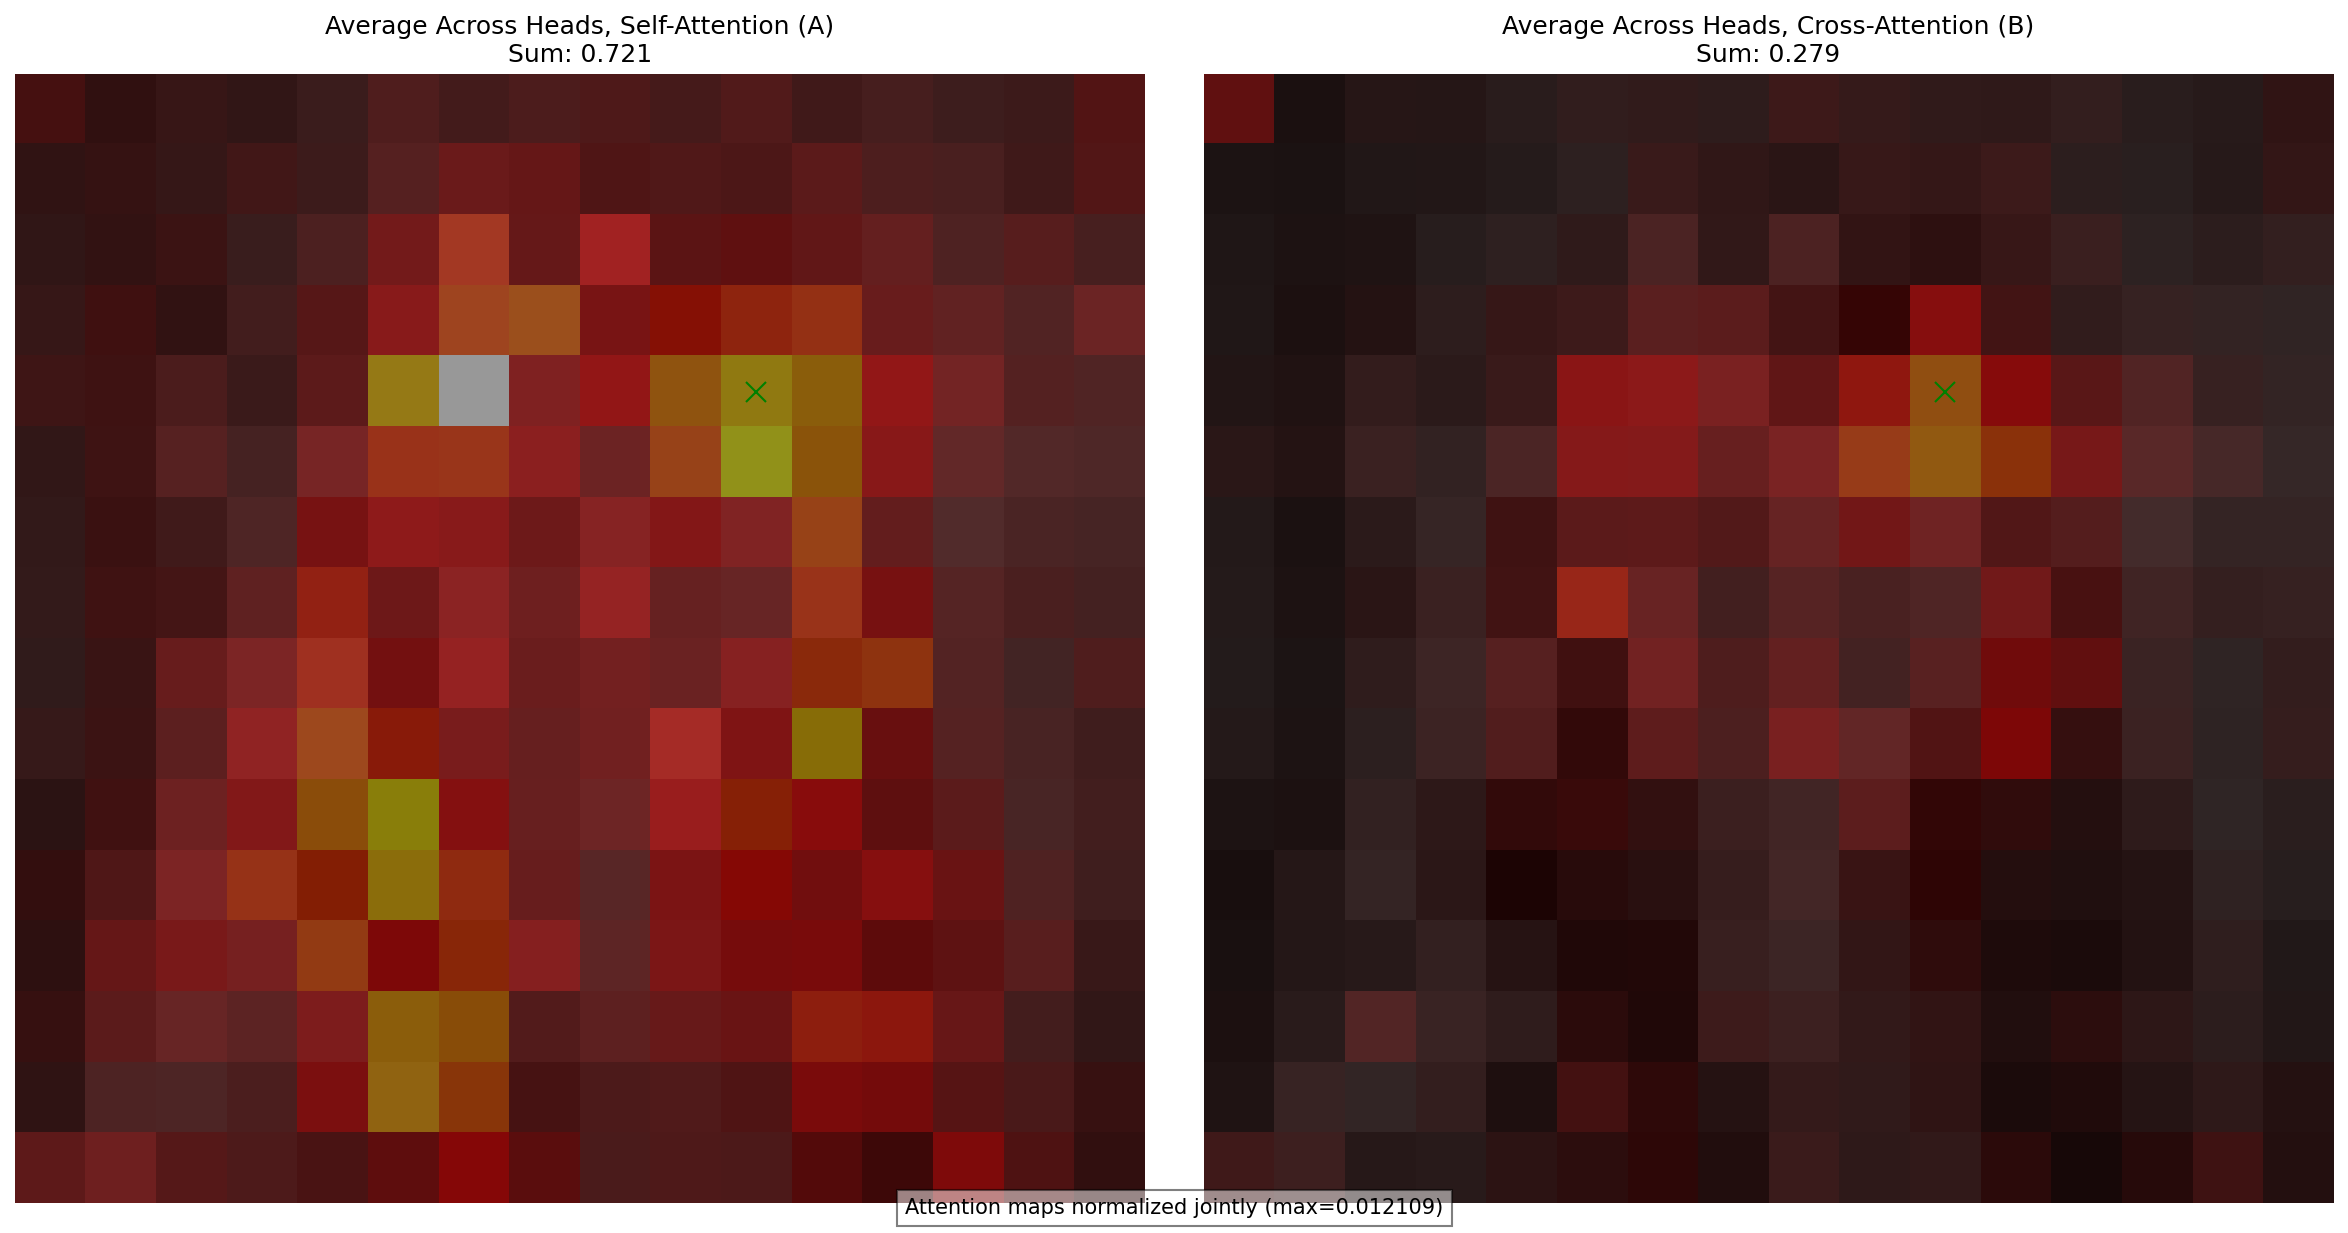 Average Across Heads, Self-Attention (A)
Sum: 0.721
Average Across Heads, Cross-Attention (B)
Sum: 0.279
Attention maps normalized jointly (max=0.012109)